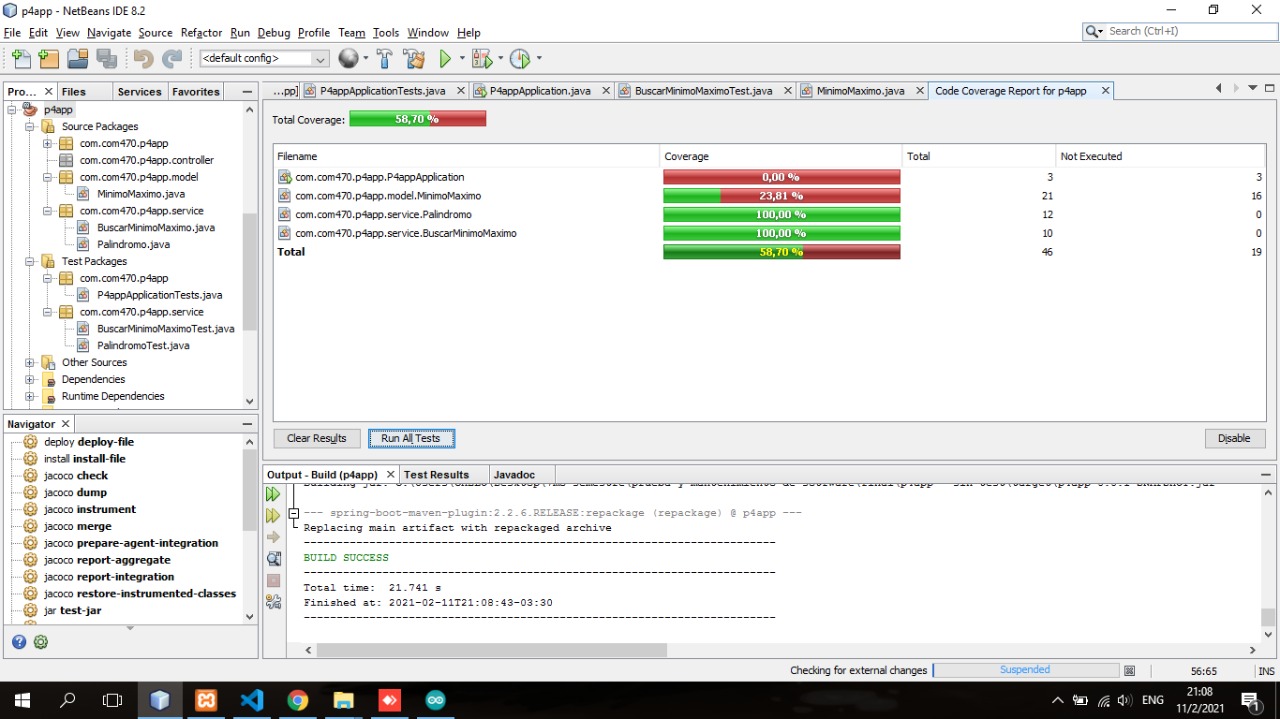 p4app - NetBeans IDE 8.2
File Edit View Navigate Source Refactor Run Debug Profile Team Tools Window Help
Search (Ctrl+I)
<default config>
Pro... Files Services Favorites
p4app
Source Packages
com.com470.p4app
com.com470.p4app.controller
com.com470.p4app.model
MinimoMaximo.java
com.com470.p4app.service
BuscarMinimoMaximo.java
Palindromo.java
Test Packages
com.com470.p4app
P4appApplicationTests.java
com.com470.p4app.service
BuscarMinimoMaximoTest.java
PalindromoTest.java
Other Sources
Dependencies
Runtime Dependencies
Navigator
deploy deploy-file
install install-file
jacoco check
jacoco dump
jacoco instrument
jacoco merge
jacoco prepare-agent-integration
jacoco report-aggregate
jacoco report-integration
jacoco restore-instrumented-classes
jar test-jar
...pp] P4appApplicationTests.java P4appApplication.java BuscarMinimoMaximoTest.java MinimoMaximo.java Code Coverage Report for p4app
Total Coverage: 58,70 %
Filename Coverage Total Not Executed
com.com470.p4app.P4appApplication 0,00 % 3 3
com.com470.p4app.model.MinimoMaximo 23,81 % 21 16
com.com470.p4app.service.Palindromo 100,00 % 12 0
com.com470.p4app.service.BuscarMinimoMaximo 100,00 % 10 0
Total 58,70 % 46 19
Clear Results Run All Tests Disable
Output - Build (p4app) Test Results Javadoc
--- spring-boot-maven-plugin:2.2.6.RELEASE:repackage (repackage) @ p4app ---
Replacing main artifact with repackaged archive
------------------------------------------------------------------------
BUILD SUCCESS
------------------------------------------------------------------------
Total time: 21.741 s
Finished at: 2021-02-11T21:08:43-03:30
------------------------------------------------------------------------
Checking for external changes Suspended 56:65 INS
ENG 21:08
11/2/2021
1